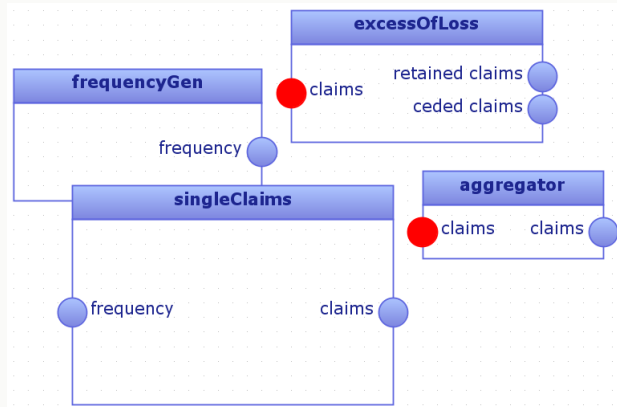 excessOfLoss
claims
retained claims
ceded claims
frequencyGen
frequency
singleClaims
frequency
claims
aggregator
claims
claims